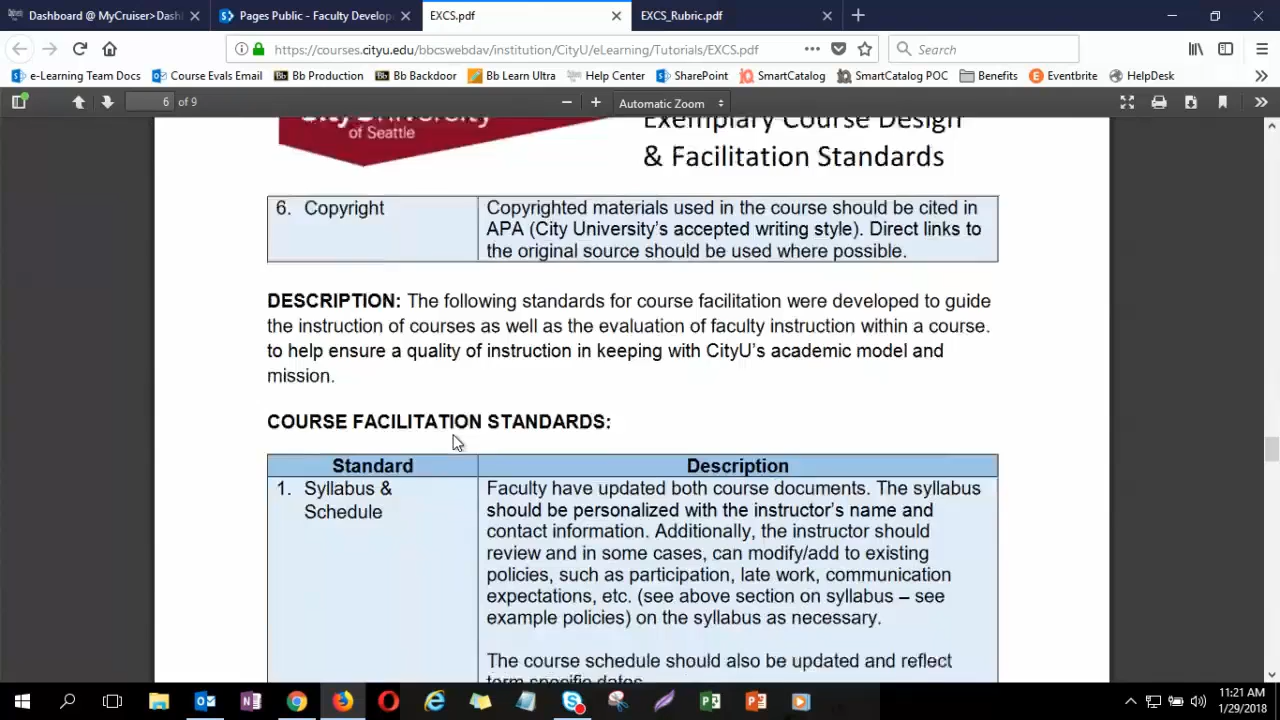 Dashboard @ MyCruiser>Dashl
Pages Public - Faculty Develop
EXCS.pdf
EXCS_Rubric.pdf
https://courses.cityu.edu/bbcswebdav/institution/CityU/eLearning/Tutorials/EXCS.pdf
Search
e-Learning Team Docs
Course Evals Email
Bb Production
Bb Backdoor
Bb Learn Ultra
Help Center
SharePoint
SmartCatalog
SmartCatalog POC
Benefits
Eventbrite
HelpDesk
6 of 9
Automatic Zoom
City University
of Seattle
Exemplary Course Design
& Facilitation Standards
6. Copyright
Copyrighted materials used in the course should be cited in
APA (City University's accepted writing style). Direct links to
the original source should be used where possible.
DESCRIPTION: The following standards for course facilitation were developed to guide
the instruction of courses as well as the evaluation of faculty instruction within a course.
to help ensure a quality of instruction in keeping with CityU's academic model and
mission.
COURSE FACILITATION STANDARDS:
Standard
Description
1. Syllabus &
Schedule
Faculty have updated both course documents. The syllabus
should be personalized with the instructor's name and
contact information. Additionally, the instructor should
review and in some cases, can modify/add to existing
policies, such as participation, late work, communication
expectations, etc. (see above section on syllabus – see
example policies) on the syllabus as necessary.
The course schedule should also be updated and reflect
term specific dates.
11:21 AM
1/29/2018